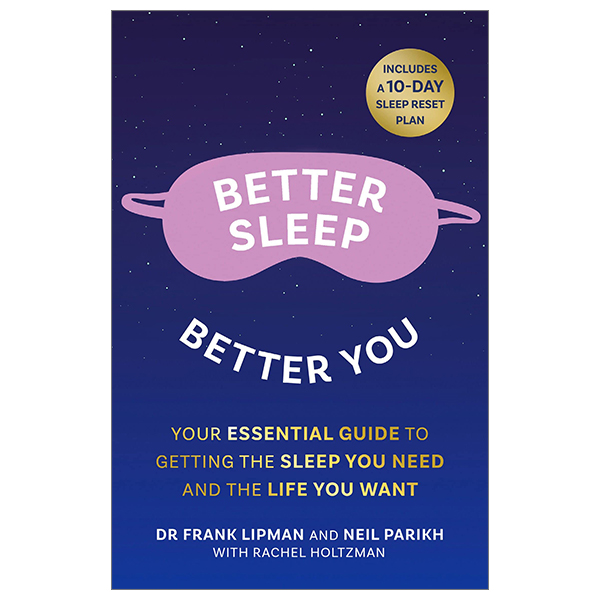 INCLUDES
A 10-DAY
SLEEP RESET
PLAN
BETTER
SLEEP
BETTER YOU
YOUR ESSENTIAL GUIDE TO
GETTING THE SLEEP YOU NEED
AND THE LIFE YOU WANT
DR FRANK LIPMAN AND NEIL PARIKH
WITH RACHEL HOLTZMAN